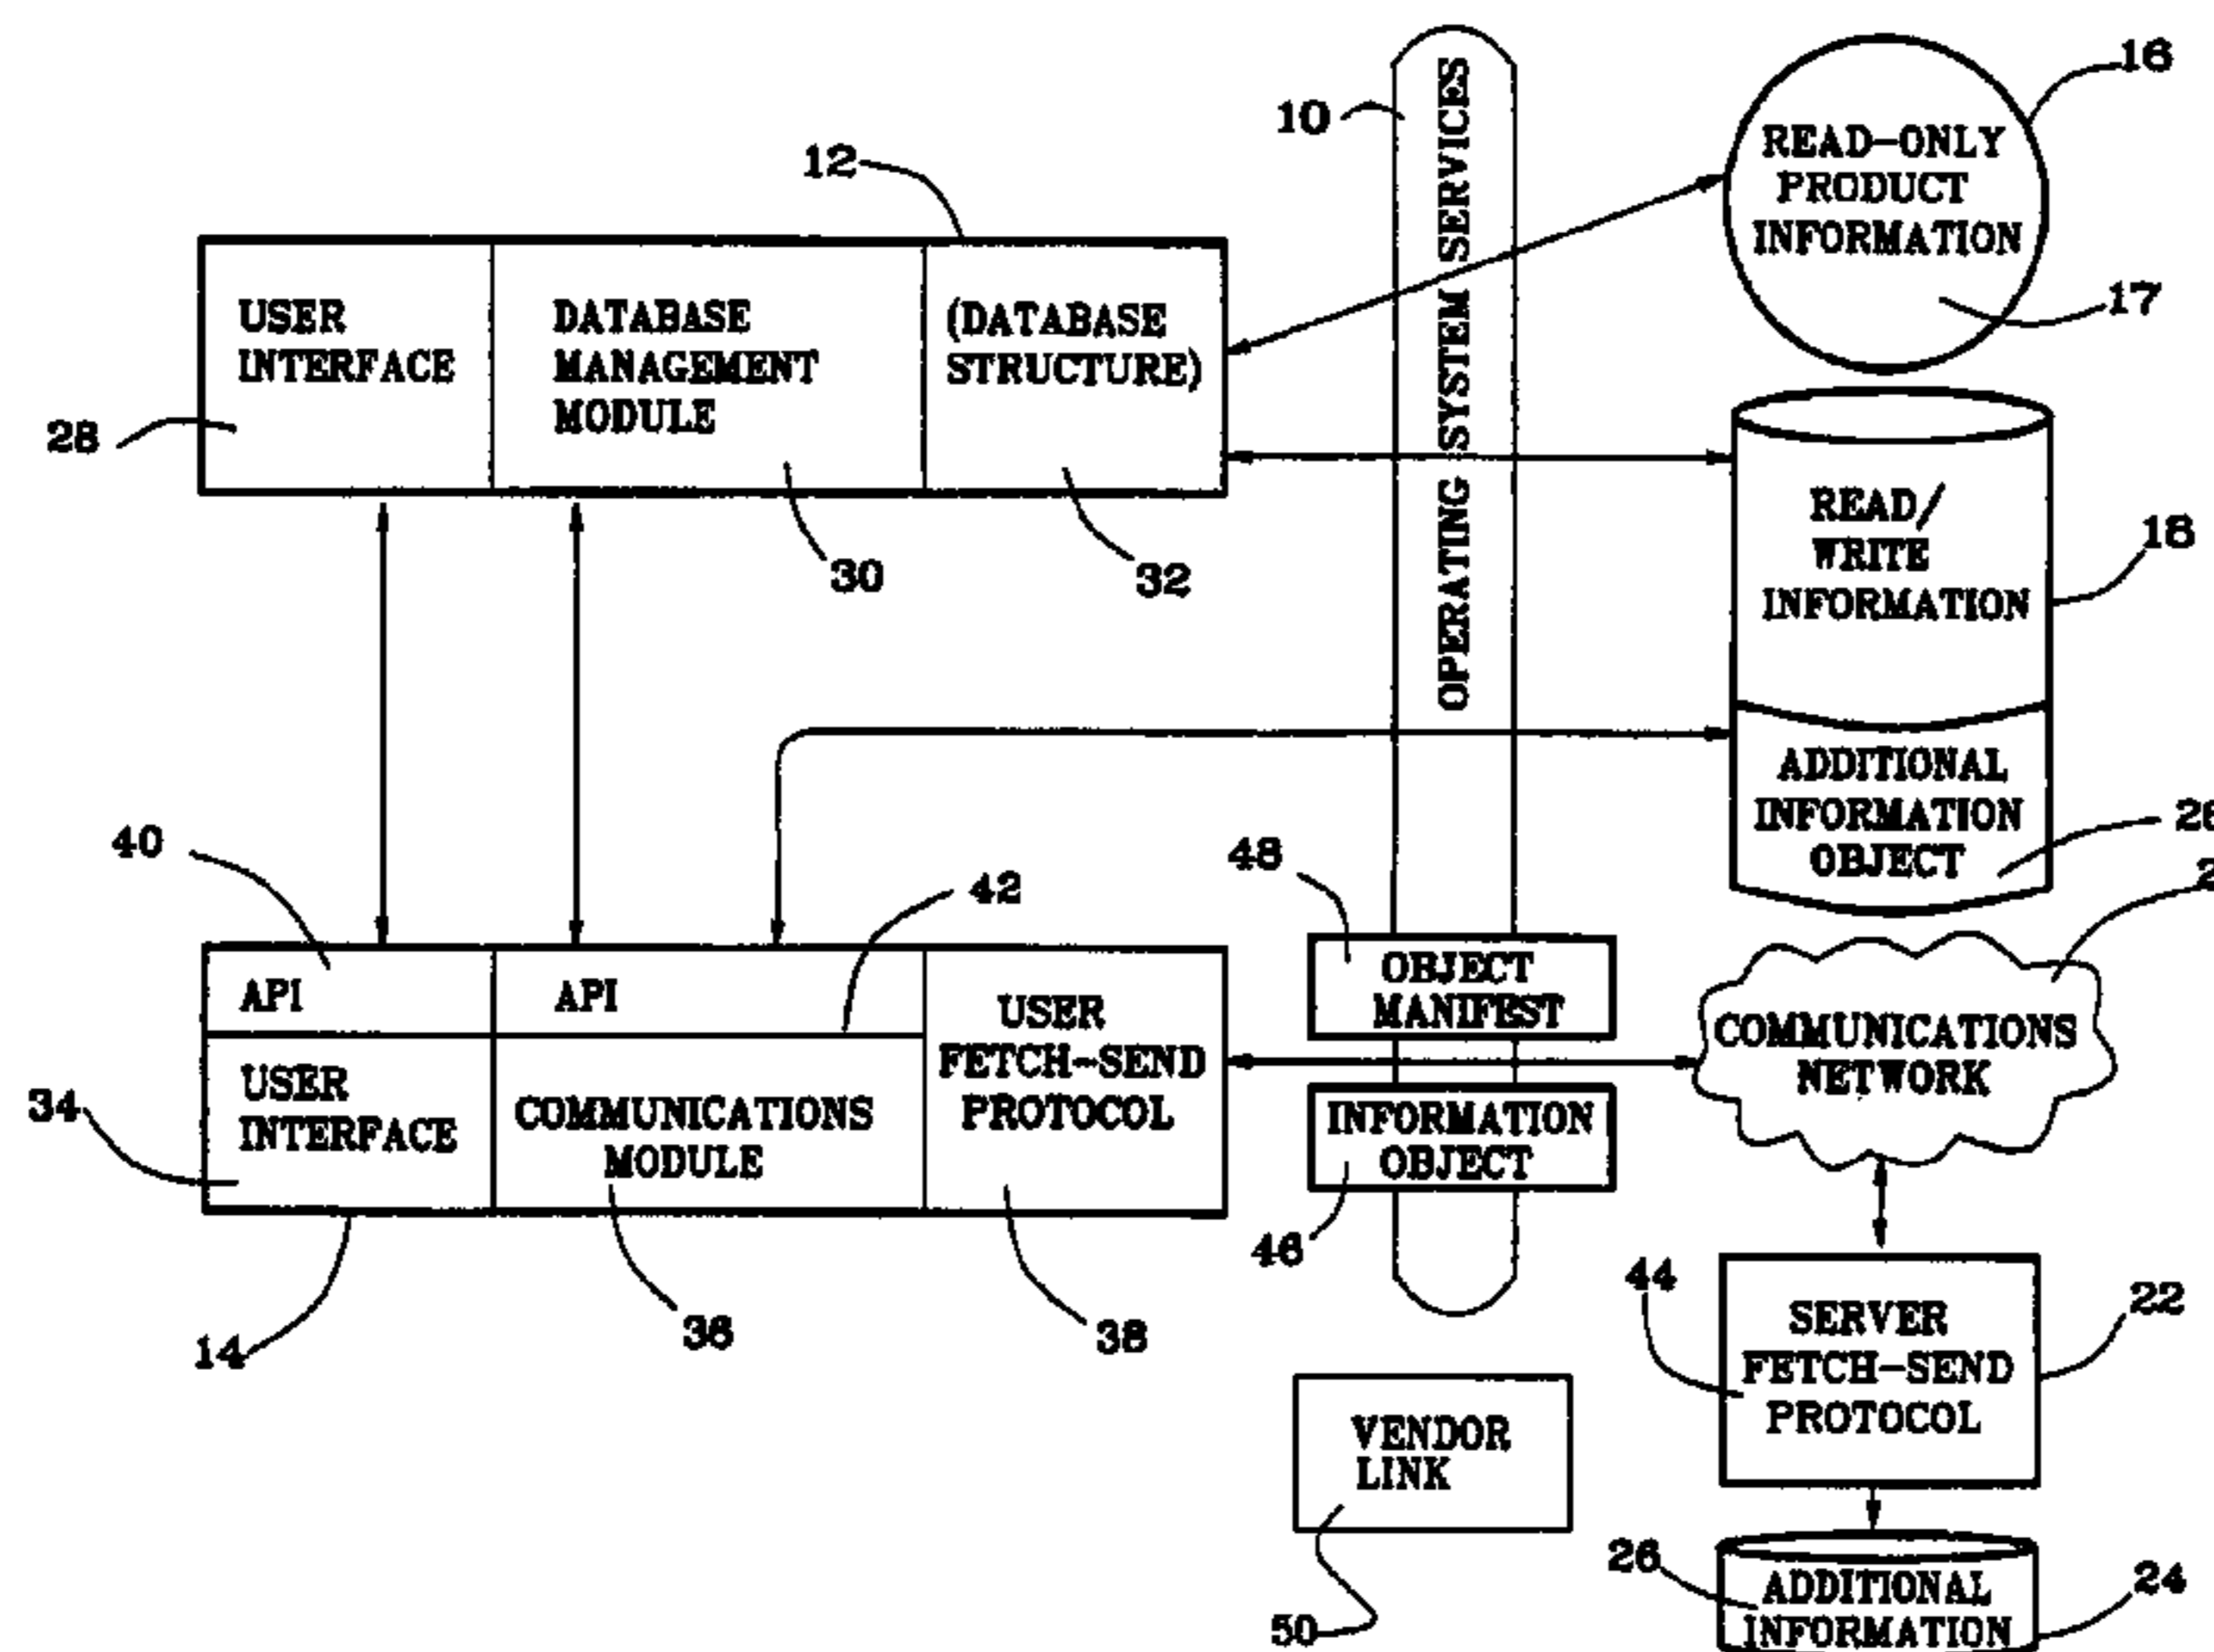 10
OPERATING SYSTEM SERVICES
16
READ-ONLY
PRODUCT
INFORMATION
17
12
USER
INTERFACE
DATABASE
MANAGEMENT
MODULE
(DATABASE
STRUCTURE)
28
30
32
READ/
WRITE
INFORMATION
18
ADDITIONAL
INFORMATION
OBJECT
40
42
48
API
API
USER
FETCH-SEND
PROTOCOL
OBJECT
MANIFEST
COMMUNICATIONS
NETWORK
34
USER
INTERFACE
COMMUNICATIONS
MODULE
INFORMATION
OBJECT
46
14
36
38
44
SERVER
FETCH-SEND
PROTOCOL
22
VENDOR
LINK
50
26
ADDITIONAL
INFORMATION
24